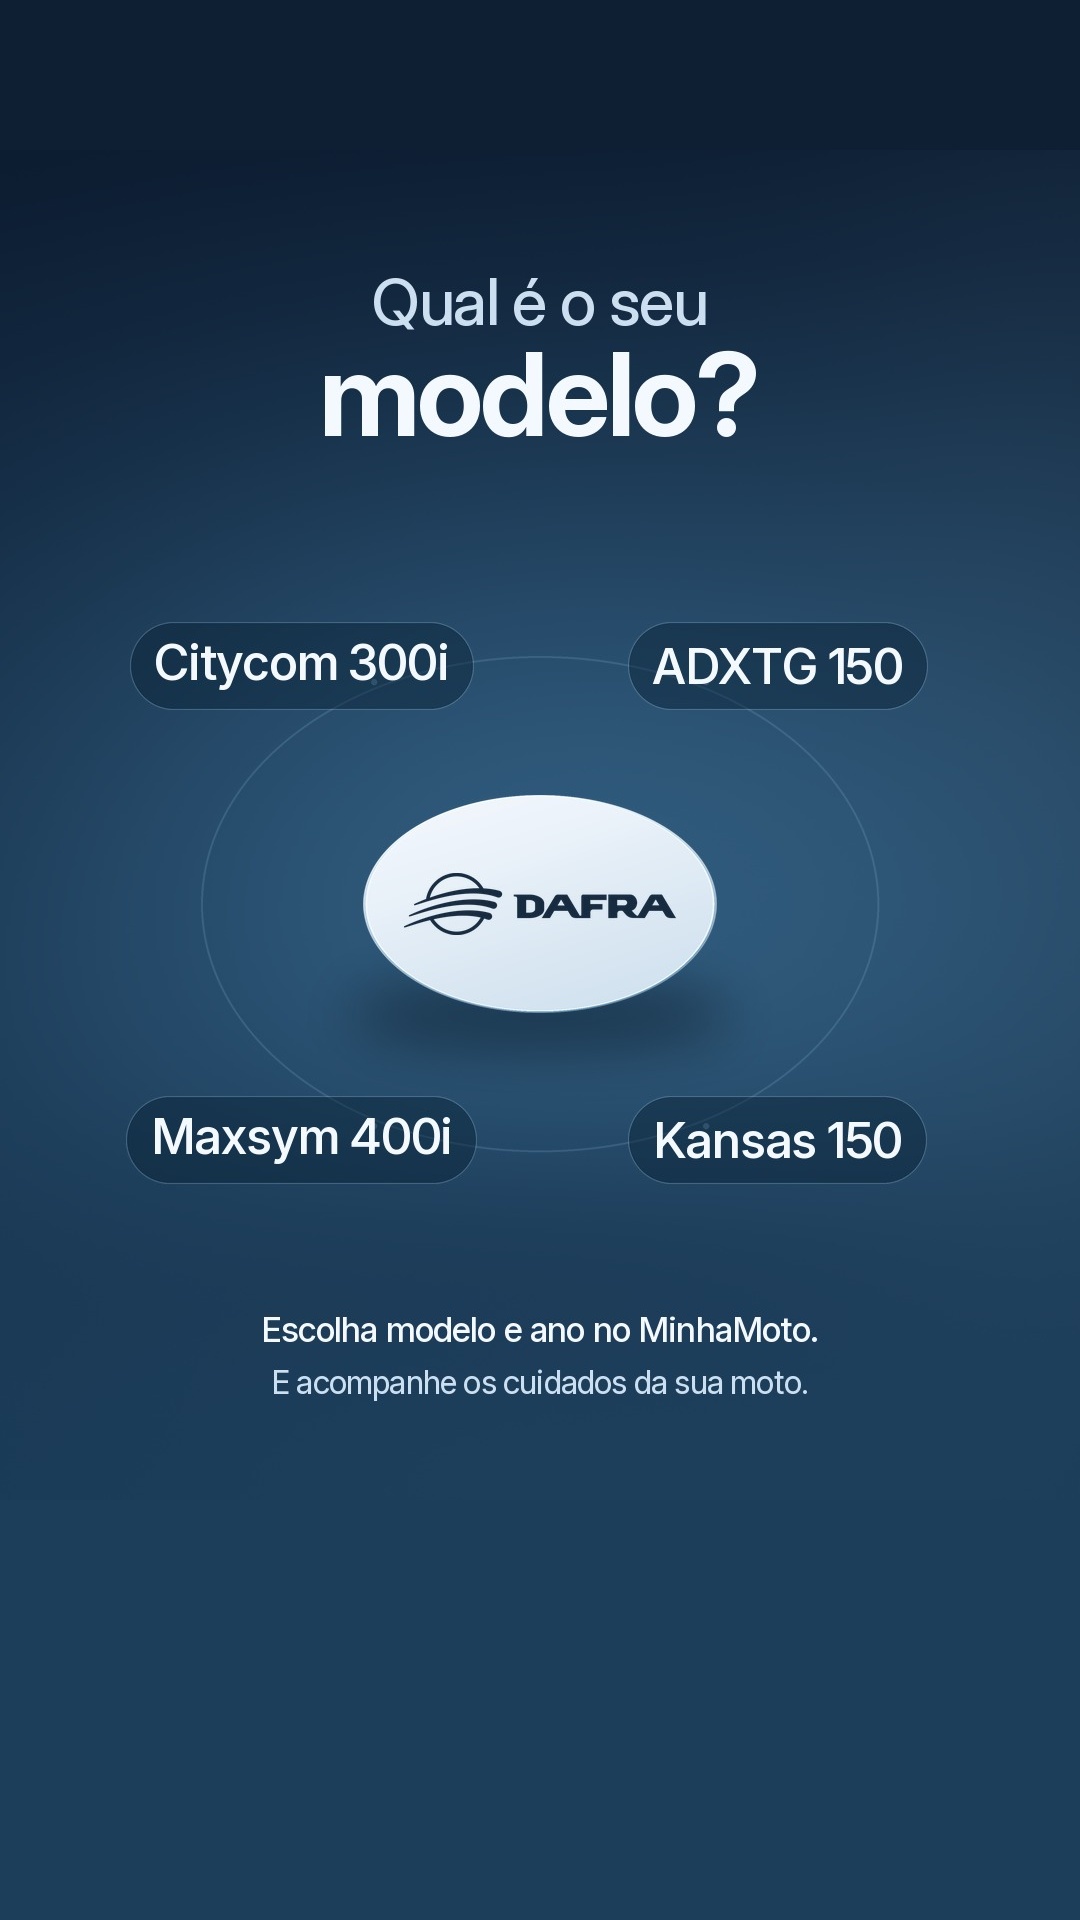 Qual é o seu
modelo?
Citycom 300i
ADXTG 150
DAFRA
Maxsym 400i
Kansas 150
Escolha modelo e ano no MinhaMoto.
E acompanhe os cuidados da sua moto.